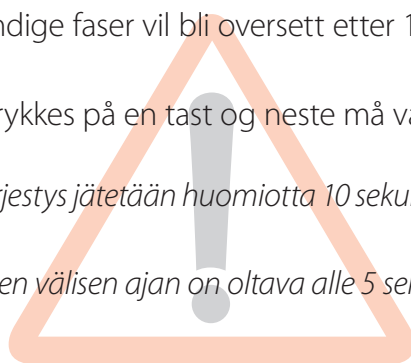 ndige faser vil bli oversett etter 1
rykkes på en tast og neste må va
rjestys jätetään huomiotta 10 seku
en välisen ajan on oltava alle 5 sek